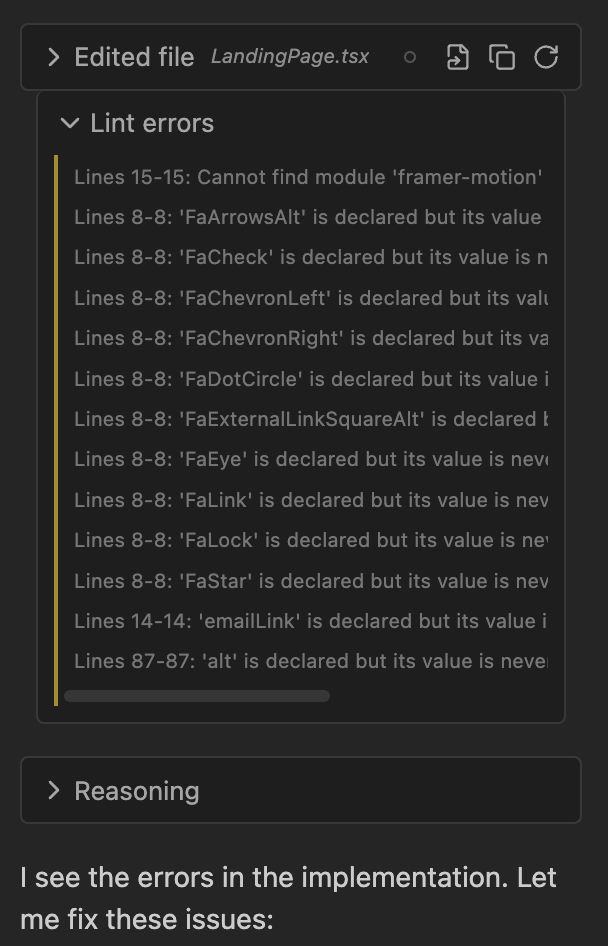 Edited file LandingPage.tsx
Lint errors
Lines 15-15: Cannot find module 'framer-motion'
Lines 8-8: 'FaArrowsAlt' is declared but its value
Lines 8-8: 'FaCheck' is declared but its value is n
Lines 8-8: 'FaChevronLeft' is declared but its valu
Lines 8-8: 'FaChevronRight' is declared but its va
Lines 8-8: 'FaDotCircle' is declared but its value i
Lines 8-8: 'FaExternalLinkSquareAlt' is declared b
Lines 8-8: 'FaEye' is declared but its value is neve
Lines 8-8: 'FaLink' is declared but its value is nev
Lines 8-8: 'FaLock' is declared but its value is nev
Lines 8-8: 'FaStar' is declared but its value is nev
Lines 14-14: 'emailLink' is declared but its value i
Lines 87-87: 'alt' is declared but its value is never
Reasoning
I see the errors in the implementation. Let
me fix these issues: